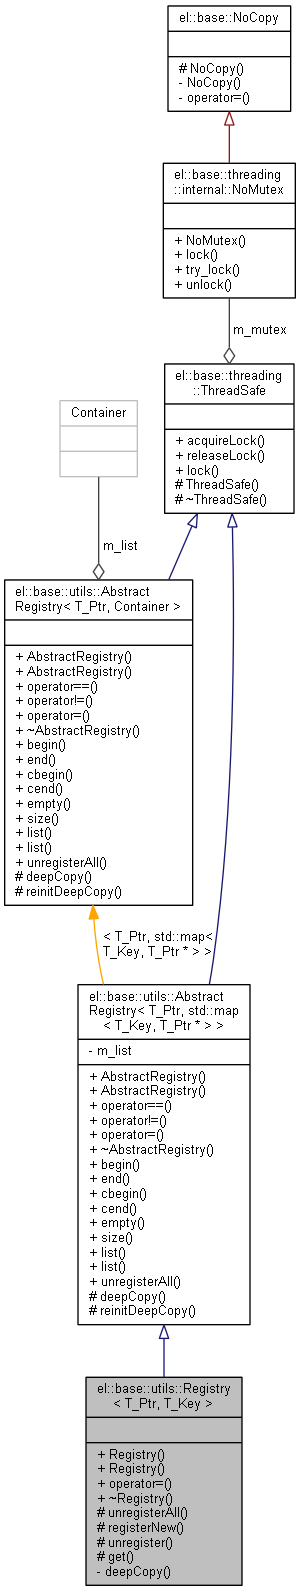 el::base::NoCopy
# NoCopy()
- NoCopy()
- operator=()
el::base::threading
::internal::NoMutex
+ NoMutex()
+ lock()
+ try_lock()
+ unlock()
m_mutex
el::base::threading
::ThreadSafe
+ acquireLock()
+ releaseLock()
+ lock()
# ThreadSafe()
# ~ThreadSafe()
Container
m_list
el::base::utils::Abstract
Registry< T_Ptr, Container >
+ AbstractRegistry()
+ AbstractRegistry()
+ operator==()
+ operator!=()
+ operator=()
+ ~AbstractRegistry()
+ begin()
+ end()
+ cbegin()
+ cend()
+ empty()
+ size()
+ list()
+ list()
+ unregisterAll()
# deepCopy()
# reinitDeepCopy()
< T_Ptr, std::map<
T_Key, T_Ptr * > >
el::base::utils::Abstract
Registry< T_Ptr, std::map
< T_Key, T_Ptr * > >
- m_list
+ AbstractRegistry()
+ AbstractRegistry()
+ operator==()
+ operator!=()
+ operator=()
+ ~AbstractRegistry()
+ begin()
+ end()
+ cbegin()
+ cend()
+ empty()
+ size()
+ list()
+ list()
+ unregisterAll()
# deepCopy()
# reinitDeepCopy()
el::base::utils::Registry
< T_Ptr, T_Key >
+ Registry()
+ Registry()
+ operator=()
+ ~Registry()
# unregisterAll()
# registerNew()
# unregister()
# get()
- deepCopy()